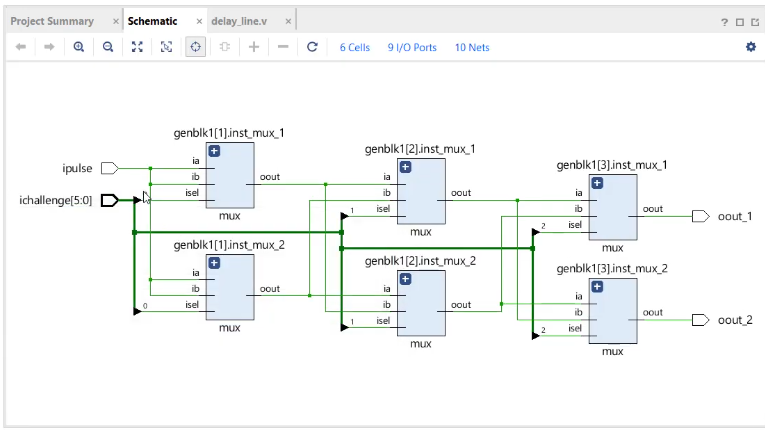 Project Summary × Schematic × delay_line.v × ? 
6 Cells 9 I/O Ports 10 Nets
genblk1[1].inst_mux_1
ia
ib
isel
oout
mux
genblk1[2].inst_mux_1
ia
ib
1 isel
oout
mux
genblk1[3].inst_mux_1
ia
ib
2 isel
oout
mux
ipulse
ichallenge[5:0]
oout_1
genblk1[1].inst_mux_2
ia
ib
0 isel
oout
mux
genblk1[2].inst_mux_2
ia
ib
1 isel
oout
mux
genblk1[3].inst_mux_2
ia
ib
2 isel
oout
mux
oout_2